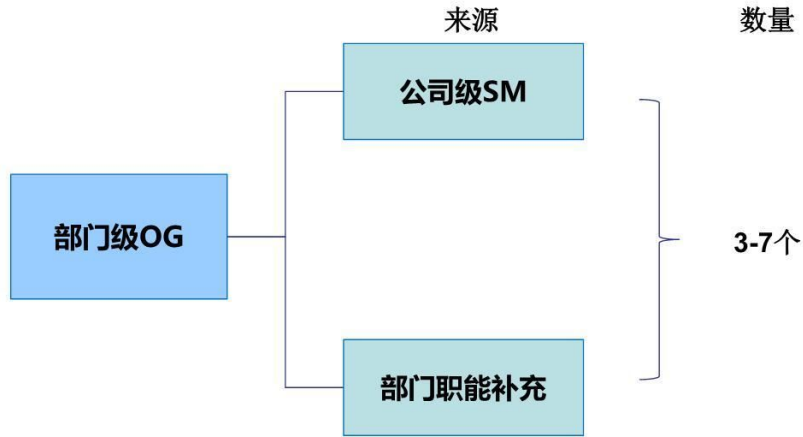 来源
数量
公司级SM
部门级OG
3-7个
部门职能补充